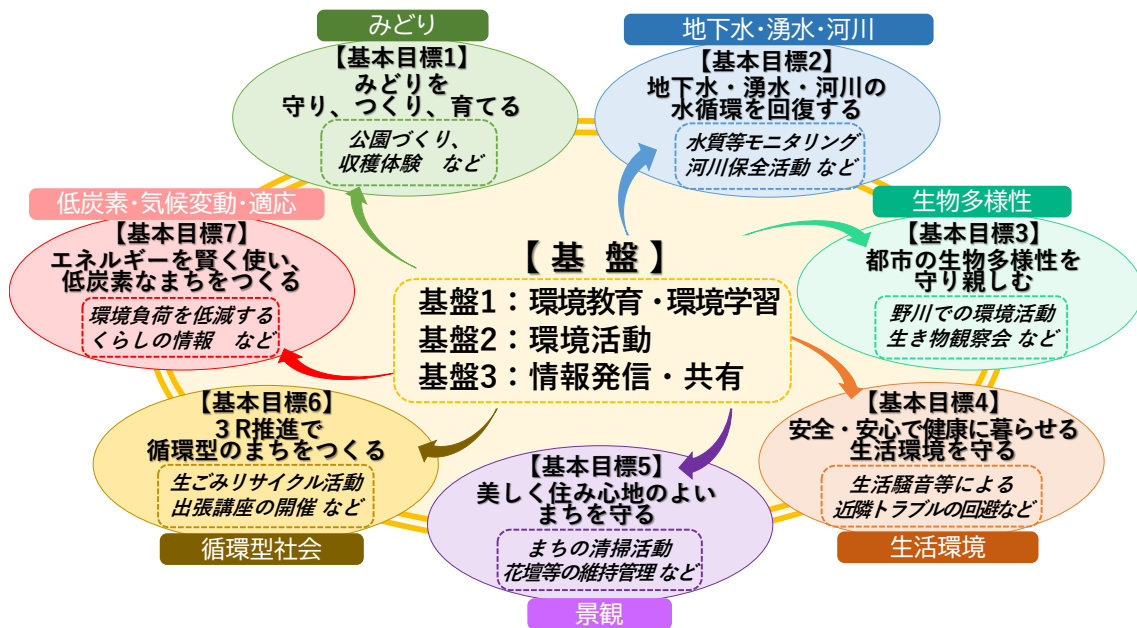 みどり
【基本目標1】
みどりを
守り、つくり、育てる
公園づくり、
収穫体験　など
地下水・湧水・河川
【基本目標2】
地下水・湧水・河川の
水循環を回復する
水質等モニタリング
河川保全活動 など
生物多様性
【基本目標3】
都市の生物多様性を
守り親しむ
野川での環境活動
生き物観察会 など
低炭素・気候変動・適応
【基本目標7】
エネルギーを賢く使い、
低炭素なまちをつくる
環境負荷を低減する
くらしの情報　など
【 基 盤 】
基盤1：環境教育・環境学習
基盤2：環境活動
基盤3：情報発信・共有
【基本目標4】
安全・安心で健康に暮らせる
生活環境を守る
生活騒音等による
近隣トラブルの回避など
生活環境
【基本目標5】
美しく住み心地のよい
まちを守る
まちの清掃活動
花壇等の維持管理 など
景観
【基本目標6】
３Ｒ推進で
循環型のまちをつくる
生ごみリサイクル活動
出張講座の開催 など
循環型社会